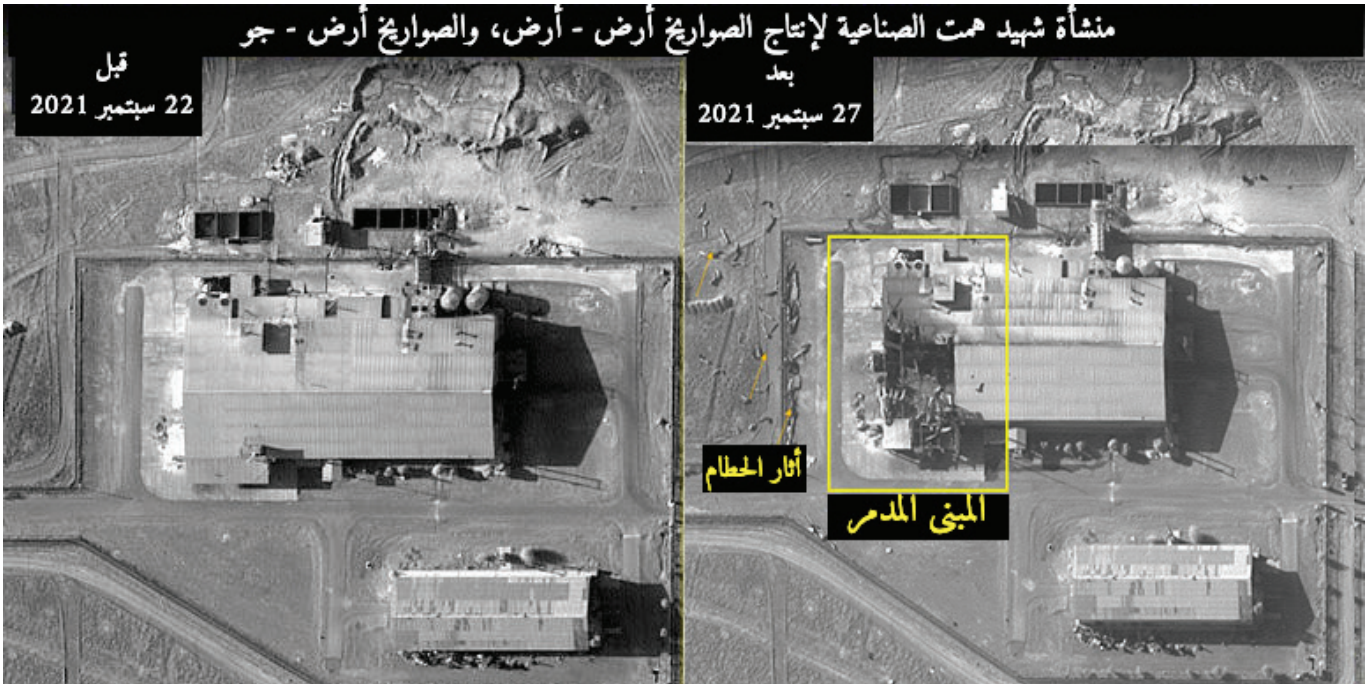 منشأة شهيد همت الصناعية لإنتاج الصواريخ أرض - أرض، والصواريخ أرض - جو
قبل
22 سبتمبر 2021
بعد
27 سبتمبر 2021
أثار الحطام
المبنى المدمر